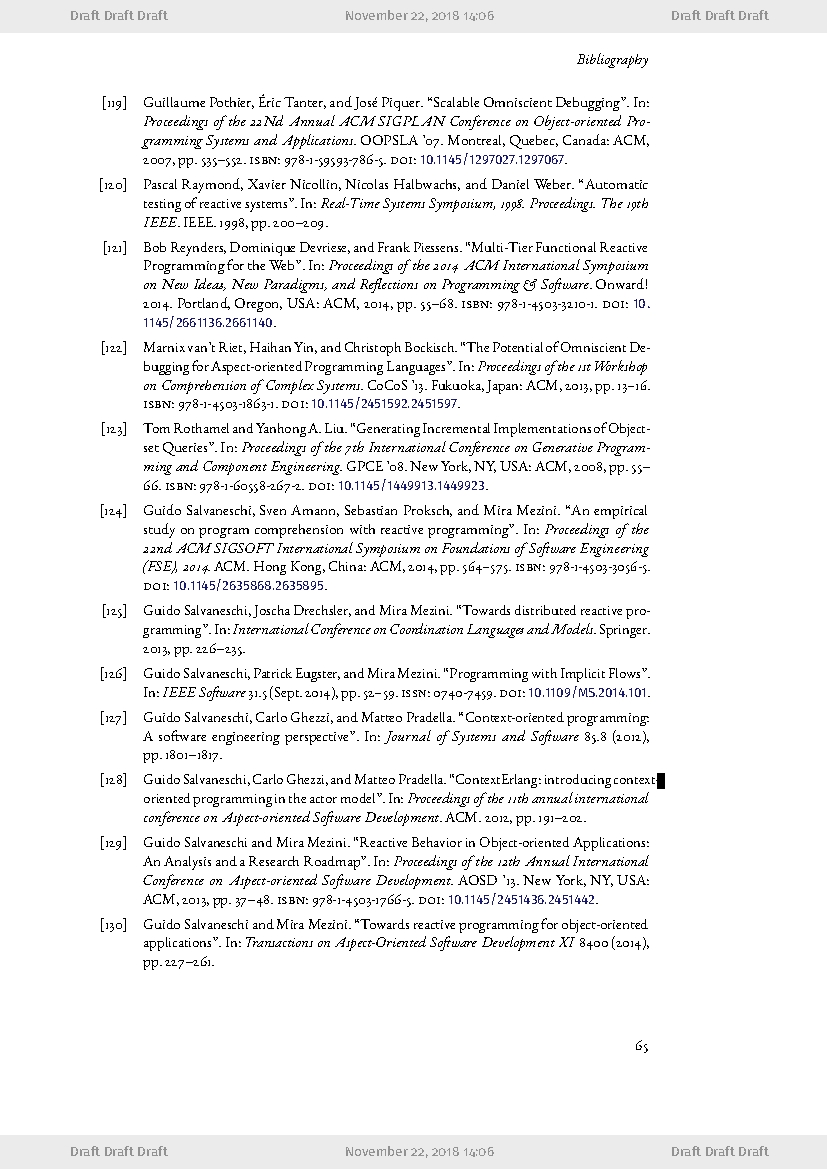 Draft Draft Draft November 22, 2018 14:06 Draft Draft Draft
Bibliography
[119] Guillaume Pothier, Éric Tanter, and José Piquer. “Scalable Omniscient Debugging”. In:
Proceedings of the 22Nd Annual ACM SIGPLAN Conference on Object-oriented Pro-
gramming Systems and Applications. OOPSLA ’07. Montreal, Quebec, Canada: ACM,
2007, pp. 535–552. ISBN: 978-1-59593-786-5. DOI: 10.1145/1297027.1297067.
[120] Pascal Raymond, Xavier Nicollin, Nicolas Halbwachs, and Daniel Weber. “Automatic
testing of reactive systems”. In: Real-Time Systems Symposium, 1998. Proceedings. The 19th
IEEE. IEEE. 1998, pp. 200–209.
[121] Bob Reynders, Dominique Devriese, and Frank Piessens. “Multi-Tier Functional Reactive
Programming for the Web”. In: Proceedings of the 2014 ACM International Symposium
on New Ideas, New Paradigms, and Reflections on Programming & Software. Onward!
2014. Portland, Oregon, USA: ACM, 2014, pp. 55–68. ISBN: 978-1-4503-3210-1. DOI: 10.
1145/2661136.2661140.
[122] Marnix van’t Riet, Haihan Yin, and Christoph Bockisch. “The Potential of Omniscient De-
bugging for Aspect-oriented Programming Languages”. In: Proceedings of the 1st Workshop
on Comprehension of Complex Systems. CoCoS ’13. Fukuoka, Japan: ACM, 2013, pp. 13–16.
ISBN: 978-1-4503-1863-1. DOI: 10.1145/2451592.2451597.
[123] Tom Rothamel and Yanhong A. Liu. “Generating Incremental Implementations of Object-
set Queries”. In: Proceedings of the 7th International Conference on Generative Program-
ming and Component Engineering. GPCE ’08. New York, NY, USA: ACM, 2008, pp. 55–
66. ISBN: 978-1-60558-267-2. DOI: 10.1145/1449913.1449923.
[124] Guido Salvaneschi, Sven Amann, Sebastian Proksch, and Mira Mezini. “An empirical
study on program comprehension with reactive programming”. In: Proceedings of the
22nd ACM SIGSOFT International Symposium on Foundations of Software Engineering
(FSE), 2014. ACM. Hong Kong, China: ACM, 2014, pp. 564–575. ISBN: 978-1-4503-3056-5.
DOI: 10.1145/2635868.2635895.
[125] Guido Salvaneschi, Joscha Drechsler, and Mira Mezini. “Towards distributed reactive pro-
gramming”. In: International Conference on Coordination Languages and Models. Springer.
2013, pp. 226–235.
[126] Guido Salvaneschi, Patrick Eugster, and Mira Mezini. “Programming with Implicit Flows”.
In: IEEE Software 31.5 (Sept. 2014), pp. 52–59. ISSN: 0740-7459. DOI: 10.1109/MS.2014.101.
[127] Guido Salvaneschi, Carlo Ghezzi, and Matteo Pradella. “Context-oriented programming:
A software engineering perspective”. In: Journal of Systems and Software 85.8 (2012),
pp. 1801–1817.
[128] Guido Salvaneschi, Carlo Ghezzi, and Matteo Pradella. “ContextErlang: introducing context-
oriented programming in the actor model”. In: Proceedings of the 11th annual international
conference on Aspect-oriented Software Development. ACM. 2012, pp. 191–202.
[129] Guido Salvaneschi and Mira Mezini. “Reactive Behavior in Object-oriented Applications:
An Analysis and a Research Roadmap”. In: Proceedings of the 12th Annual International
Conference on Aspect-oriented Software Development. AOSD ’13. New York, NY, USA:
ACM, 2013, pp. 37–48. ISBN: 978-1-4503-1766-5. DOI: 10.1145/2451436.2451442.
[130] Guido Salvaneschi and Mira Mezini. “Towards reactive programming for object-oriented
applications”. In: Transactions on Aspect-Oriented Software Development XI 8400 (2014),
pp. 227–261.
65
Draft Draft Draft November 22, 2018 14:06 Draft Draft Draft